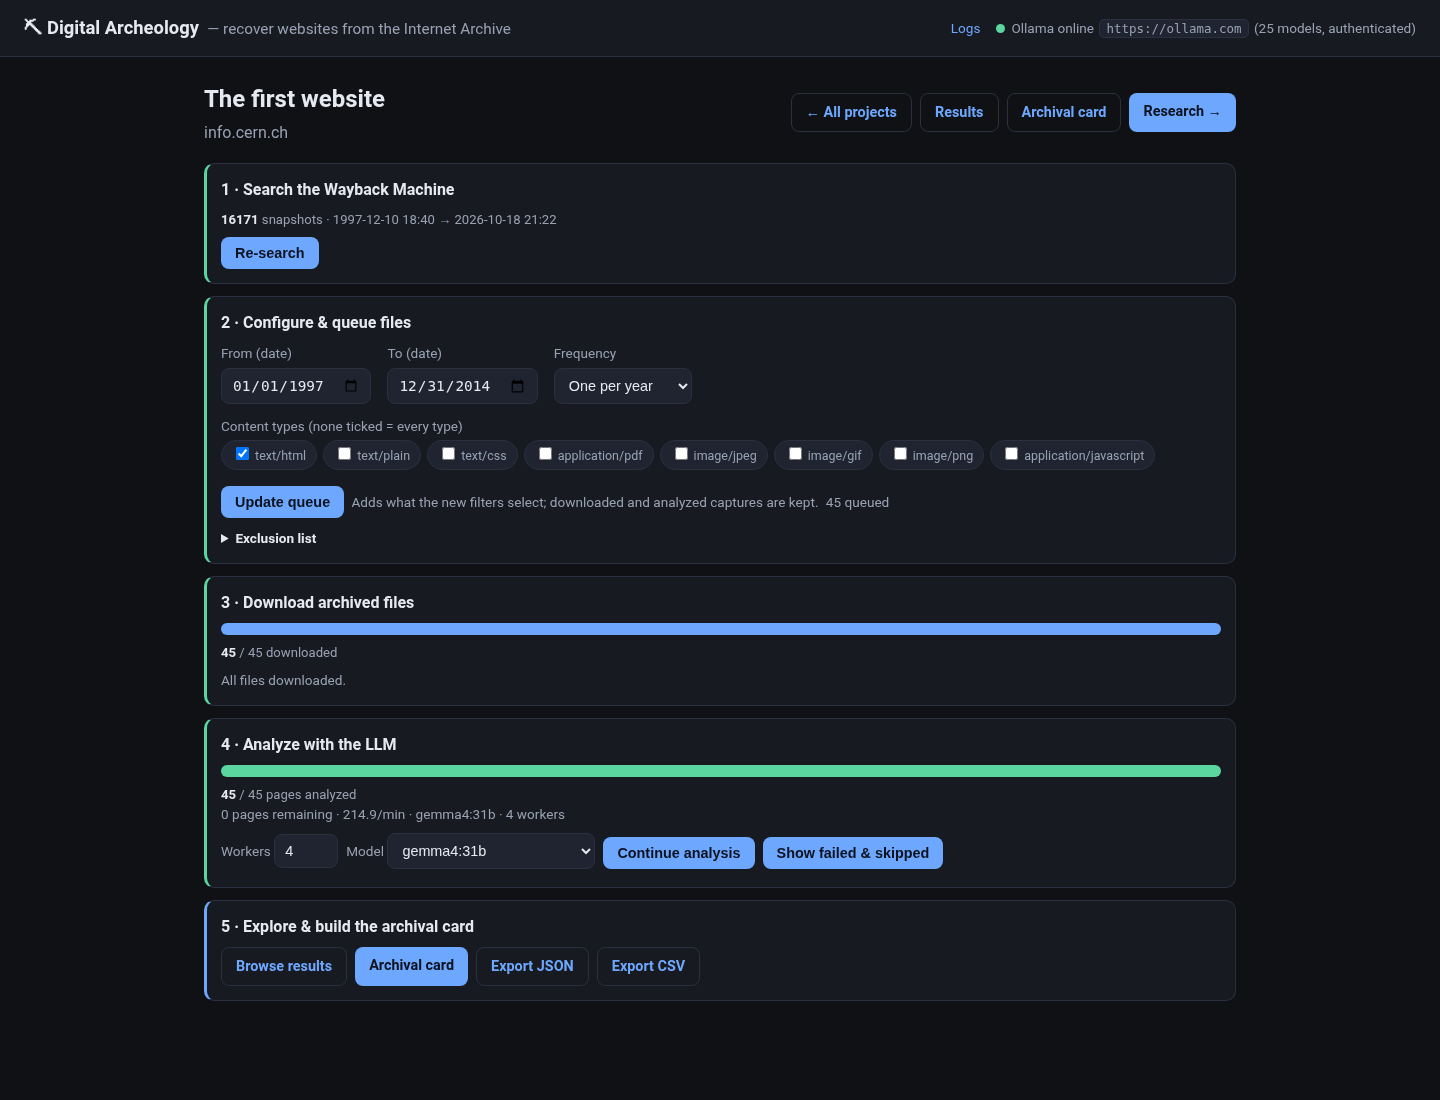 ⛏ Digital Archeology — recover websites from the Internet Archive
Logs Ollama online https://ollama.com (25 models, authenticated)
The first website
info.cern.ch
← All projects Results Archival card Research →
1 · Search the Wayback Machine
16171 snapshots · 1997-12-10 18:40 → 2026-10-18 21:22
Re-search
2 · Configure & queue files
From (date) To (date) Frequency
01/01/1997 12/31/2014 One per year
Content types (none ticked = every type)
text/html text/plain text/css application/pdf image/jpeg image/gif image/png application/javascript
Update queue Adds what the new filters select; downloaded and analyzed captures are kept. 45 queued
▶ Exclusion list
3 · Download archived files
45 / 45 downloaded
All files downloaded.
4 · Analyze with the LLM
45 / 45 pages analyzed
0 pages remaining · 214.9/min · gemma4:31b · 4 workers
Workers 4 Model gemma4:31b Continue analysis Show failed & skipped
5 · Explore & build the archival card
Browse results Archival card Export JSON Export CSV